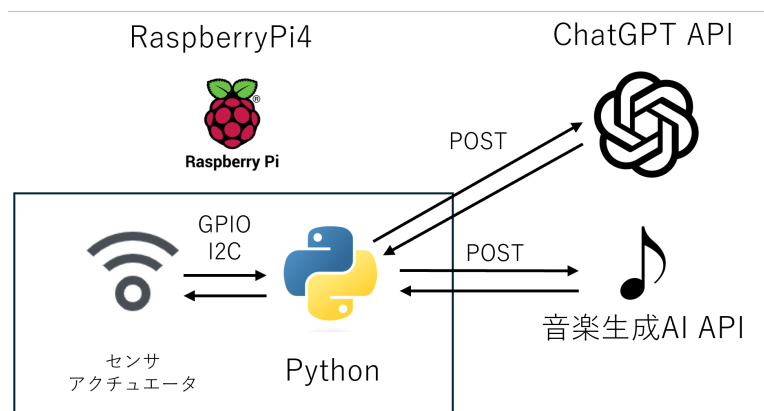 RaspberryPi4
ChatGPT API
®
Raspberry Pi
POST
GPIO
I2C
POST
音楽生成AI API
センサ
アクチュエータ
Python